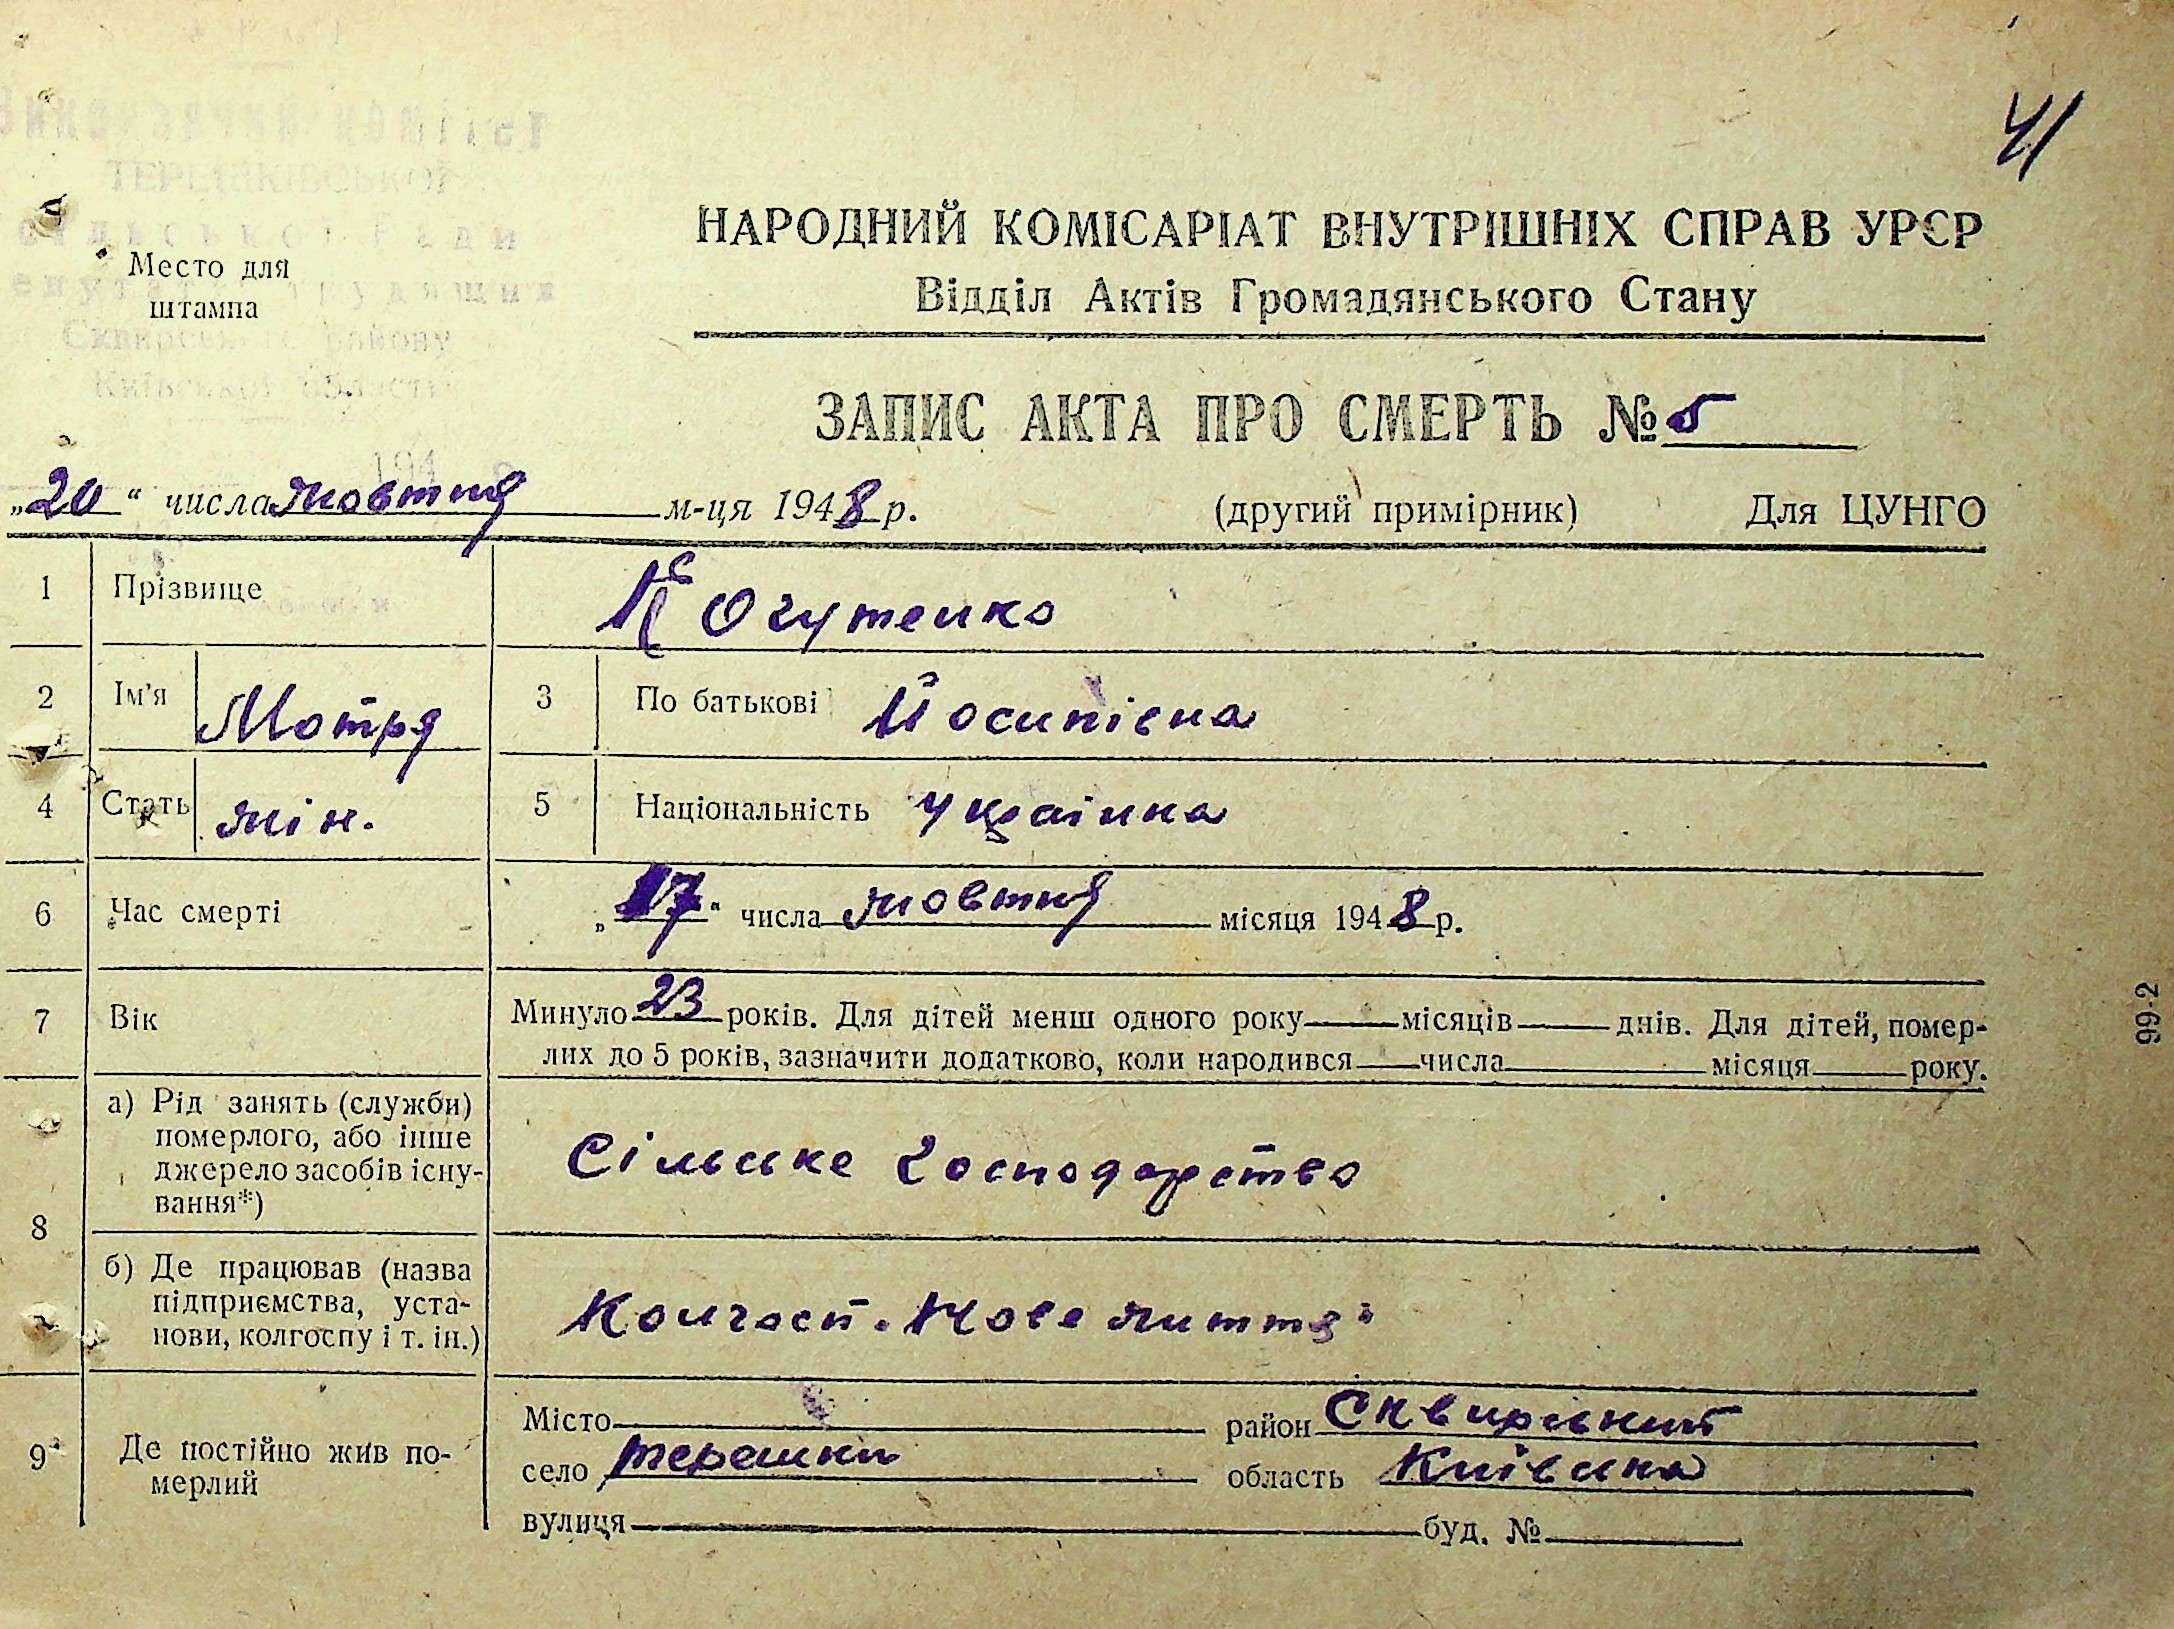 41
Виконавчий комітет
ТЕРЕШКІВСЬКОЇ
сільської Ради
депутатів трудящих
Сквирського району
Київської області
Место для
штампа
НАРОДНИЙ КОМІСАРІАТ ВНУТРІШНІХ СПРАВ УРСР
Відділ Актів Громадянського Стану
ЗАПИС АКТА ПРО СМЕРТЬ № 5
„20“ числа жовтня м-ця 1948 р. (другий примірник) Для ЦУНГО
1 Прізвище Когутенко
2 Ім'я Мотря 3 По батькові Йосипівна
4 Стать жін. 5 Національність Українка
6 Час смерті „17“ числа жовтня місяця 1948 р.
7 Вік Минуло 23 років. Для дітей менш одного року місяців днів. Для дітей, помер-
лих до 5 років, зазначити додатково, коли народився числа місяця року.
8 а) Рід занять (служби)
померлого, або інше
джерело засобів існу-
вання*)
Сільське господарство
б) Де працював (назва
підприємства, уста-
нови, колгоспу і т. ін.)
Колгосп „Нове життя"
9 Де постійно жив по-
мерлий
Місто район Сквирський
село Терешки область Київська
вулиця буд. №
99-2